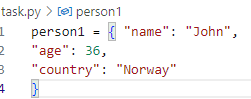 task.py > person1
1 person1 = { "name": "John",
2 "age": 36,
3 "country": "Norway"
4 }